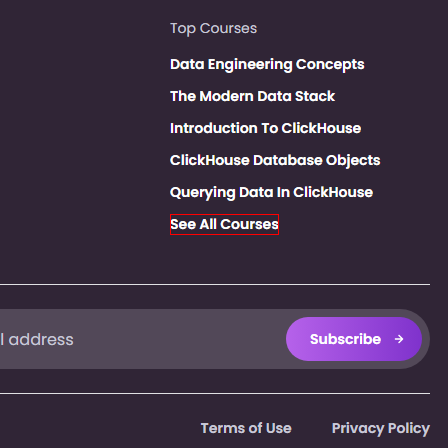 Top Courses
Data Engineering Concepts
The Modern Data Stack
Introduction To ClickHouse
ClickHouse Database Objects
Querying Data In ClickHouse
See All Courses
l address
Subscribe →
Terms of Use
Privacy Policy